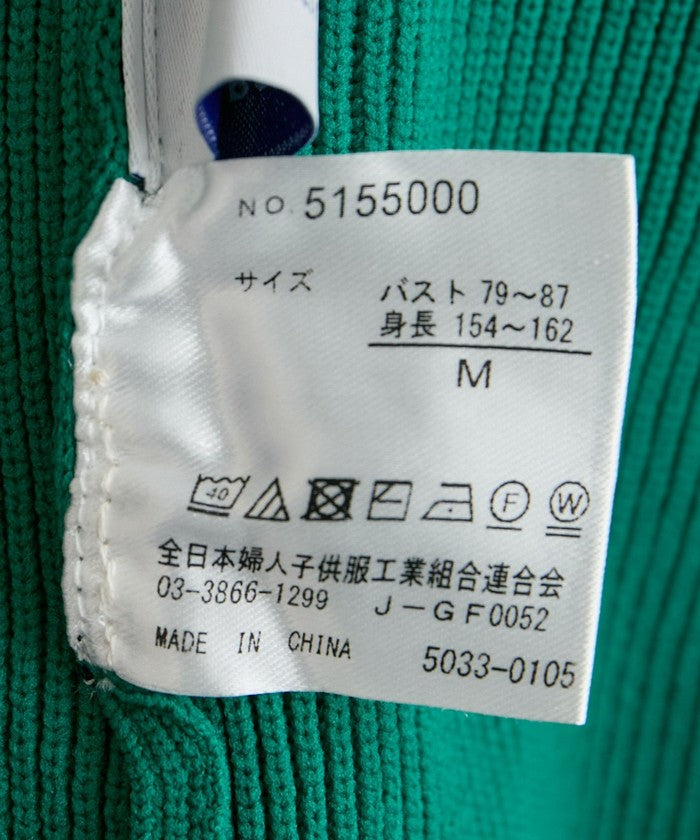 NO. 5155000
サイズ
バスト 79〜87
身長 154〜162
M
40
F
W
全日本婦人子供服工業組合連合会
03-3866-1299 J-GF0052
MADE IN CHINA
5033-0105